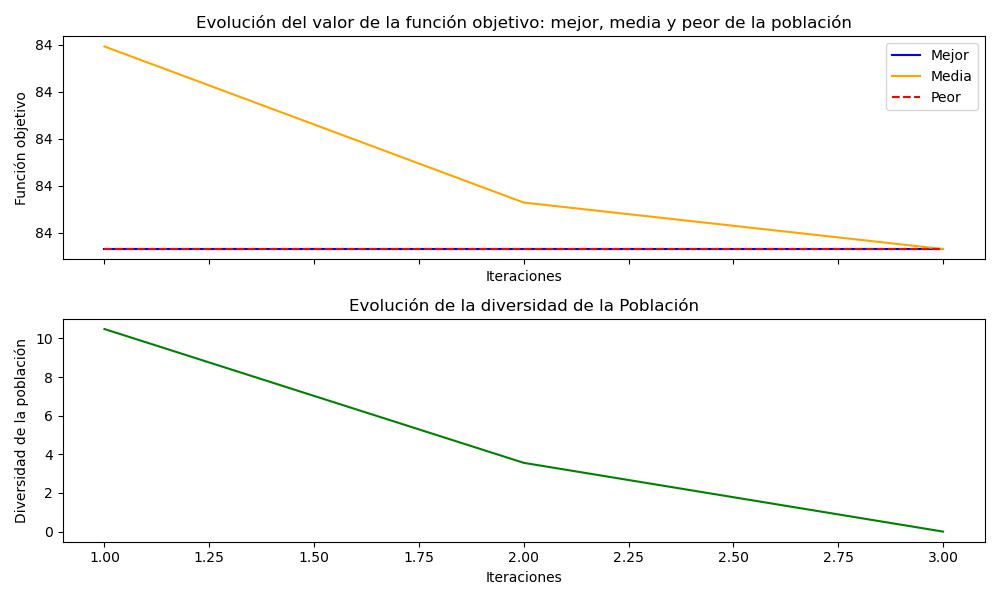 Evolución del valor de la función objetivo: mejor, media y peor de la población
Función objetivo
84
84
84
84
84
Mejor
Media
Peor
Iteraciones
Evolución de la diversidad de la Población
Diversidad de la población
10
8
6
4
2
0
1.00 1.25 1.50 1.75 2.00 2.25 2.50 2.75 3.00
Iteraciones